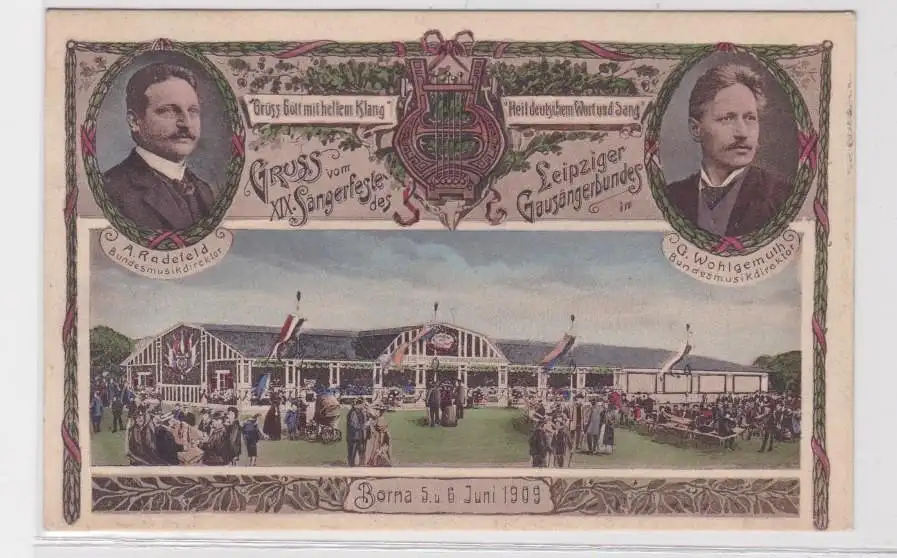 "Grüss Gott mit hellem Klang"
"Heil deutschem Wort und Sang"
Gruss vom
XIX. Sängerfeste
des
Leipziger
Gausängerbundes
in
A. Radefeld
Bundesmusikdirektor
G. Wohlgemuth
Bundesmusikdirektor
Borna 5. u. 6. Juni 1909